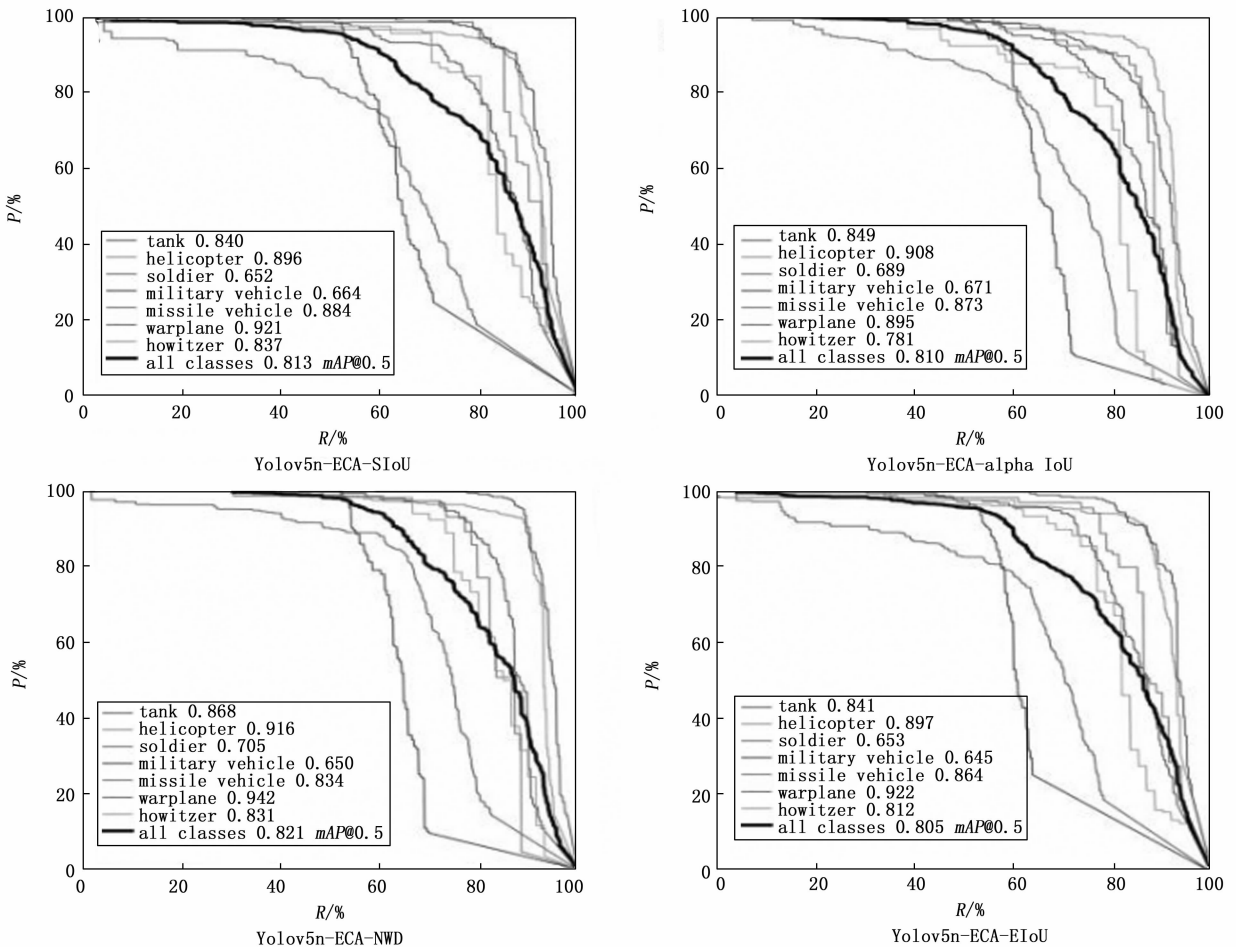 100
80
60
40
20
0
P/%
tank 0.840
helicopter 0.896
soldier 0.652
military vehicle 0.664
missile vehicle 0.884
warplane 0.921
howitzer 0.837
all classes 0.813 mAP@0.5
0 20 40 60 80 100
R/%
Yolov5n-ECA-SIoU
100
80
60
40
20
0
P/%
tank 0.849
helicopter 0.908
soldier 0.689
military vehicle 0.671
missile vehicle 0.873
warplane 0.895
howitzer 0.781
all classes 0.810 mAP@0.5
0 20 40 60 80 100
R/%
Yolov5n-ECA-alpha IoU
100
80
60
40
20
0
P/%
tank 0.868
helicopter 0.916
soldier 0.705
military vehicle 0.650
missile vehicle 0.834
warplane 0.942
howitzer 0.831
all classes 0.821 mAP@0.5
0 20 40 60 80 100
R/%
Yolov5n-ECA-NWD
100
80
60
40
20
0
P/%
tank 0.841
helicopter 0.897
soldier 0.653
military vehicle 0.645
missile vehicle 0.864
warplane 0.922
howitzer 0.812
all classes 0.805 mAP@0.5
0 20 40 60 80 100
R/%
Yolov5n-ECA-EIoU